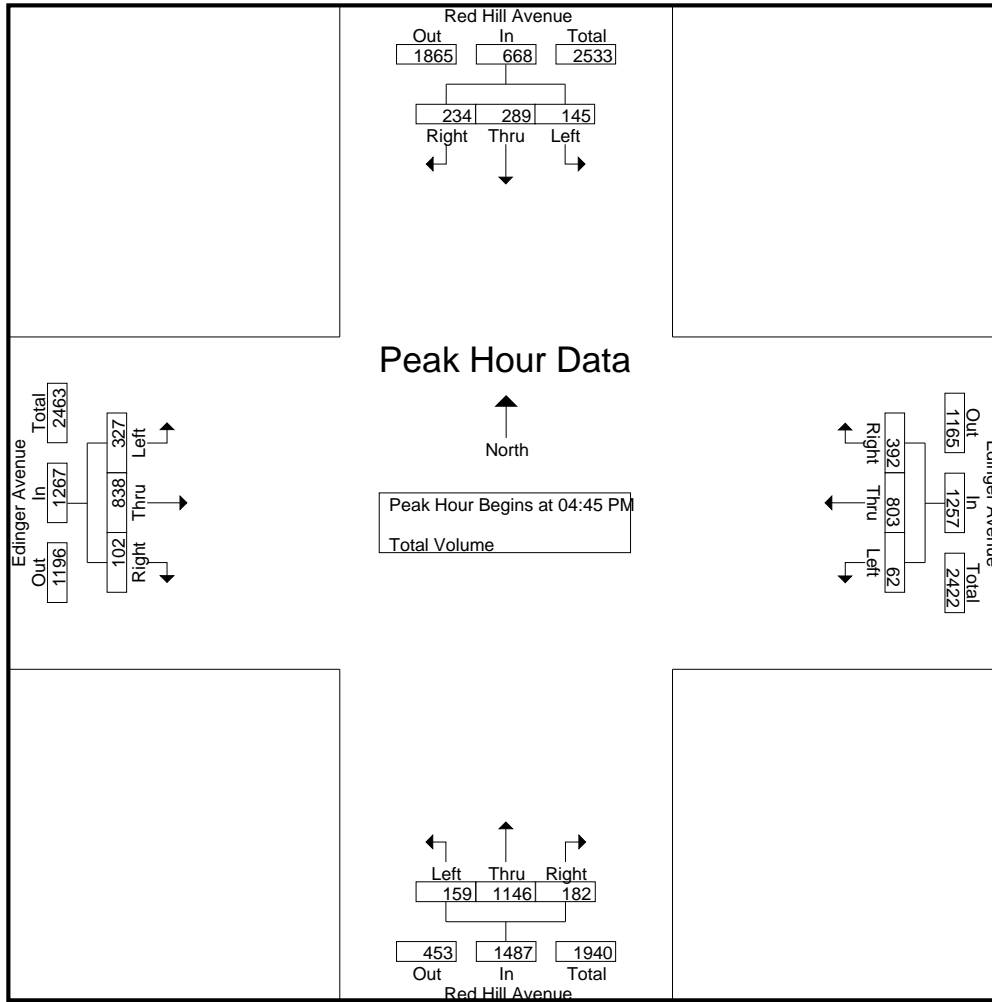 Red Hill Avenue
Out In Total
1865 668 2533
234 289 145
Right Thru Left
Peak Hour Data
North
Peak Hour Begins at 04:45 PM
Total Volume
Edinger Avenue
Out In Total
1196 1267 2463
102 838 327
Right Thru Left
Edinger Avenue
Out In Total
1165 1257 2422
392 803 62
Right Thru Left
Left Thru Right
159 1146 182
453 1487 1940
Out In Total
Red Hill Avenue